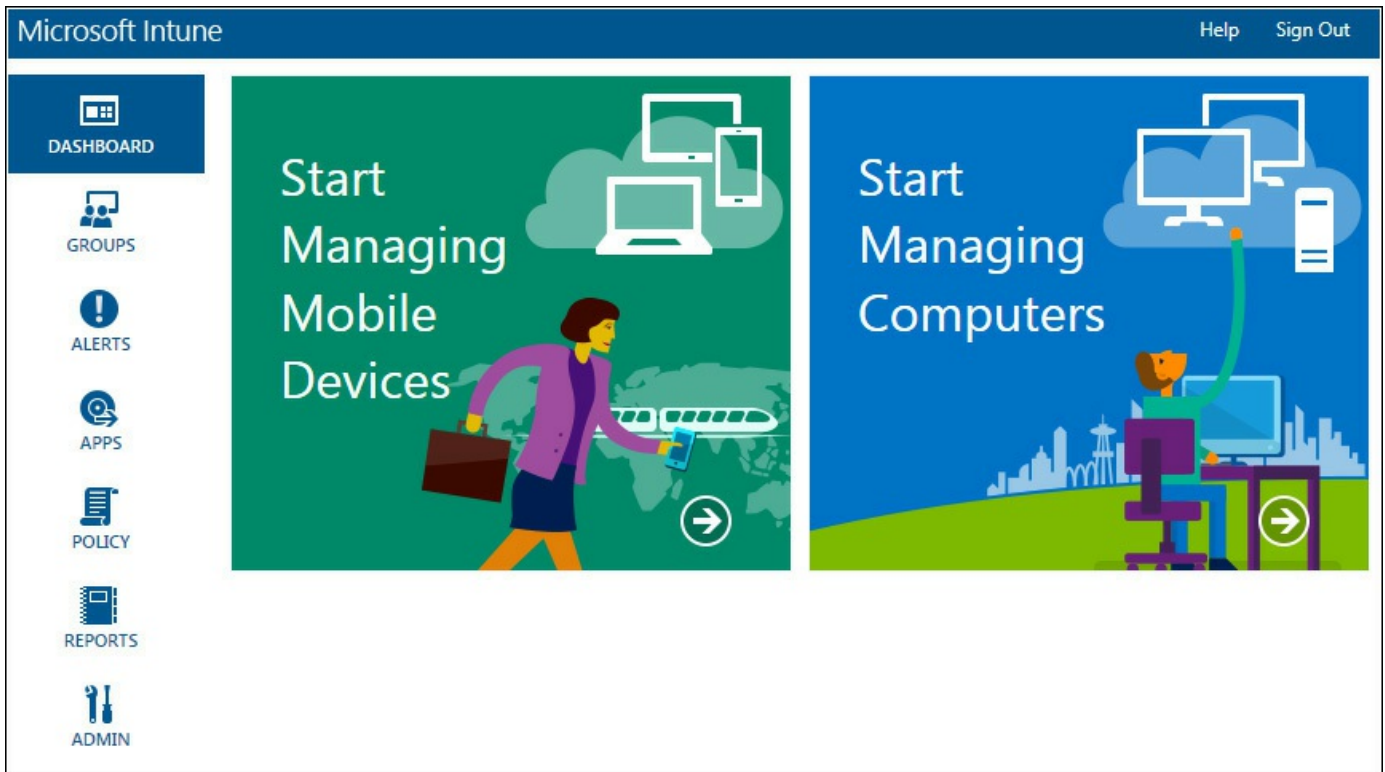 Microsoft Intune
Help
Sign Out
DASHBOARD
GROUPS
ALERTS
APPS
POLICY
REPORTS
ADMIN
Start
Managing
Mobile
Devices
Start
Managing
Computers